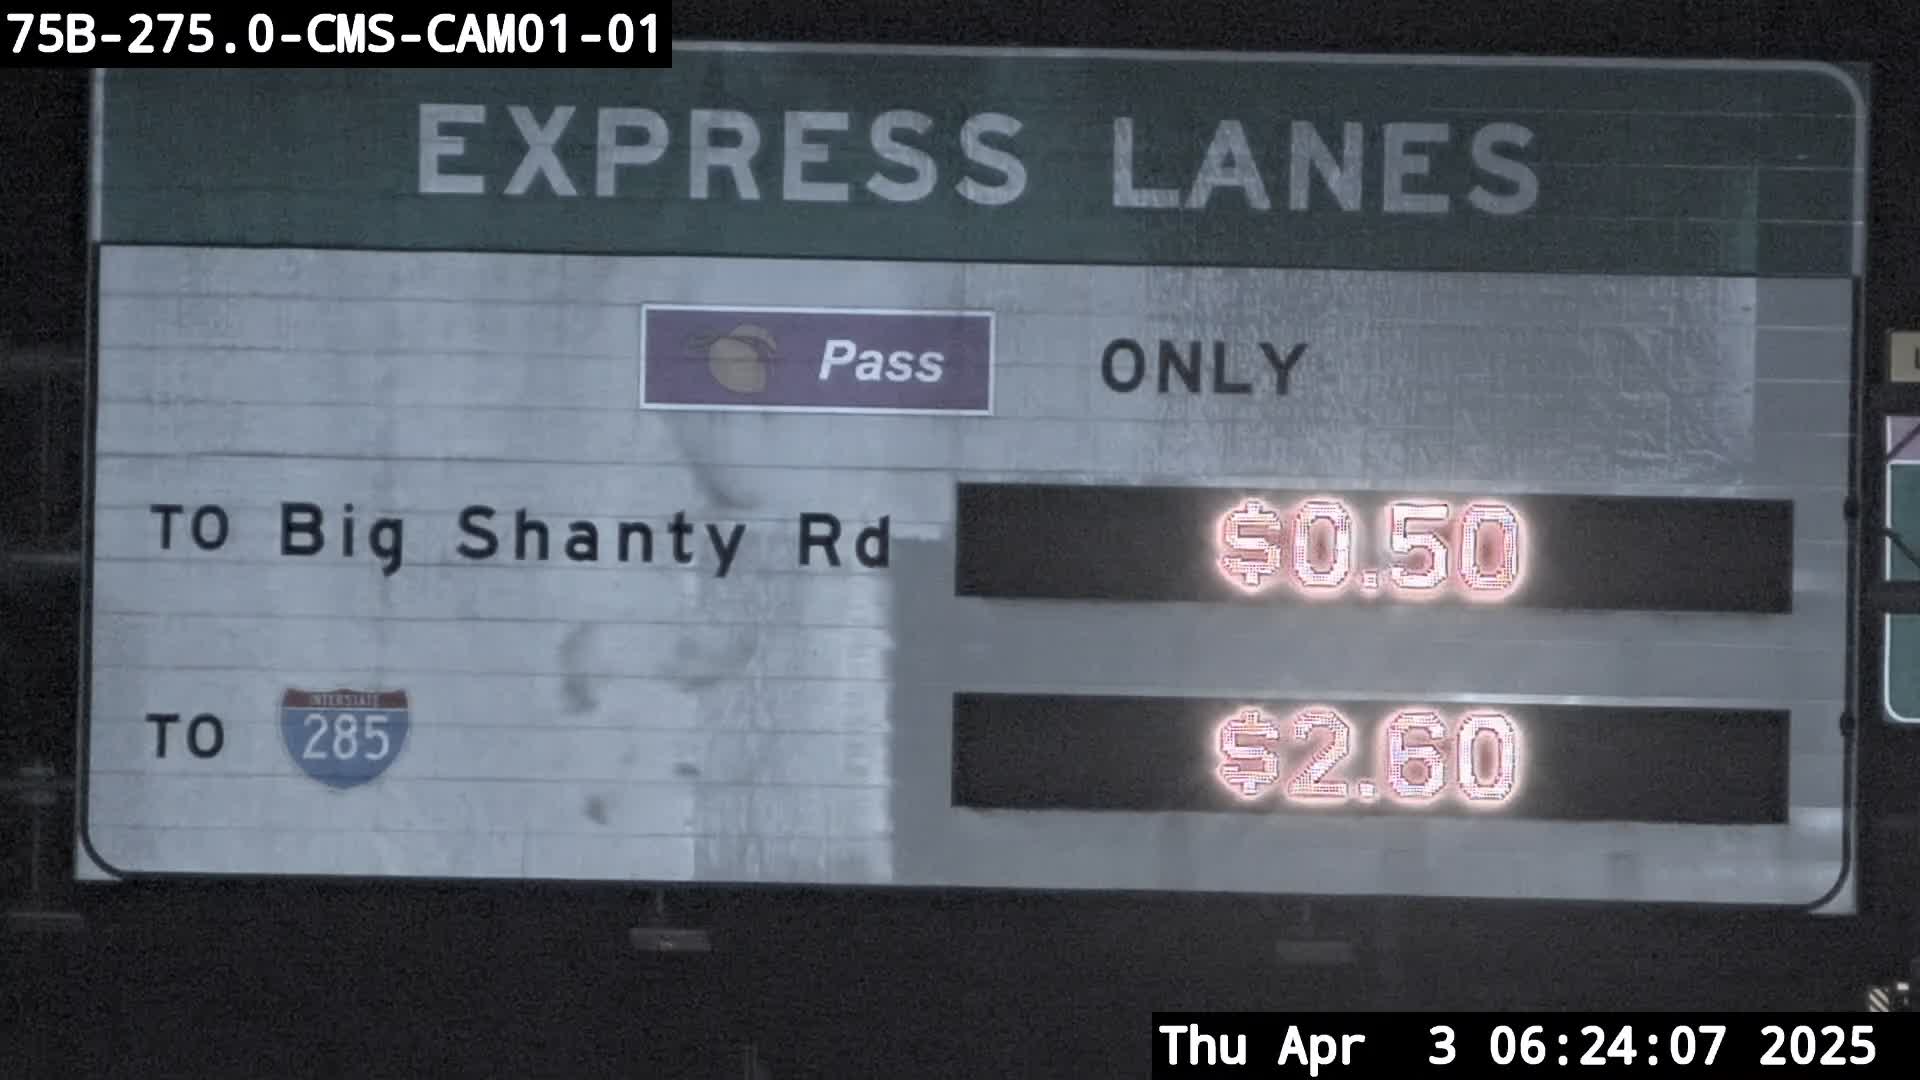 75B-275.0-CMS-CAM01-01
EXPRESS LANES
Pass ONLY
TO Big Shanty Rd $0.50
TO INTERSTATE 285 $2.60
Thu Apr 3 06:24:07 2025